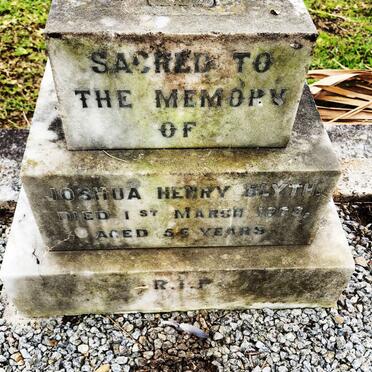 SACRED TO
THE MEMORY
OF
JOSHUA HENRY BLYTH
DIED 1ST MARCH
AGED 56 YEARS
R.I.P